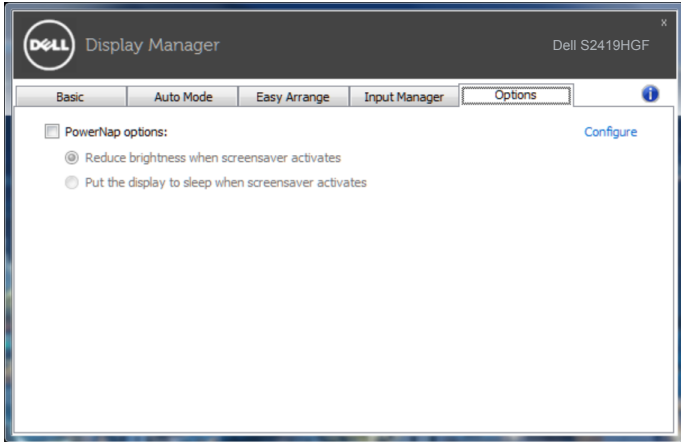 DELL Display Manager
x
Dell S2419HGF
Basic Auto Mode Easy Arrange Input Manager Options i
PowerNap options: Configure
Reduce brightness when screensaver activates
Put the display to sleep when screensaver activates